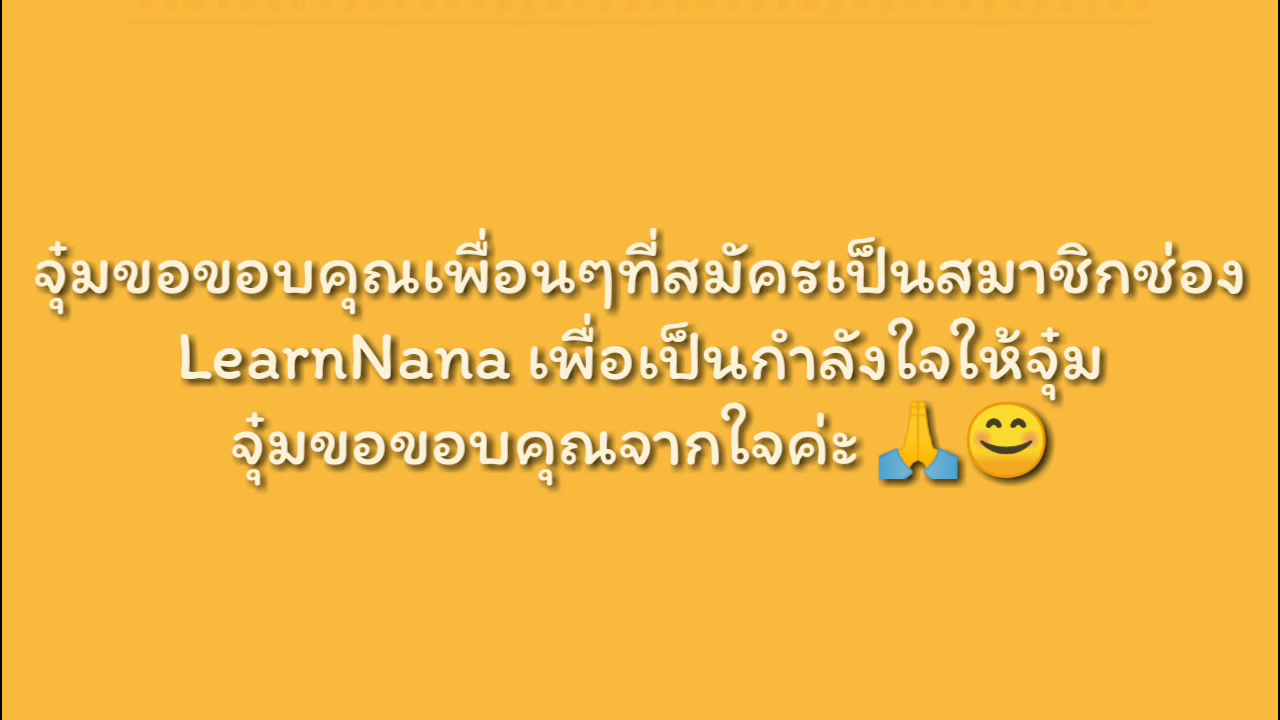 จุ๋มขอขอบคุณเพื่อนๆที่สมัครเป็นสมาชิกช่อง
LearnNana เพื่อเป็นกำลังใจให้จุ๋ม
จุ๋มขอขอบคุณจากใจค่ะ 🙏😊